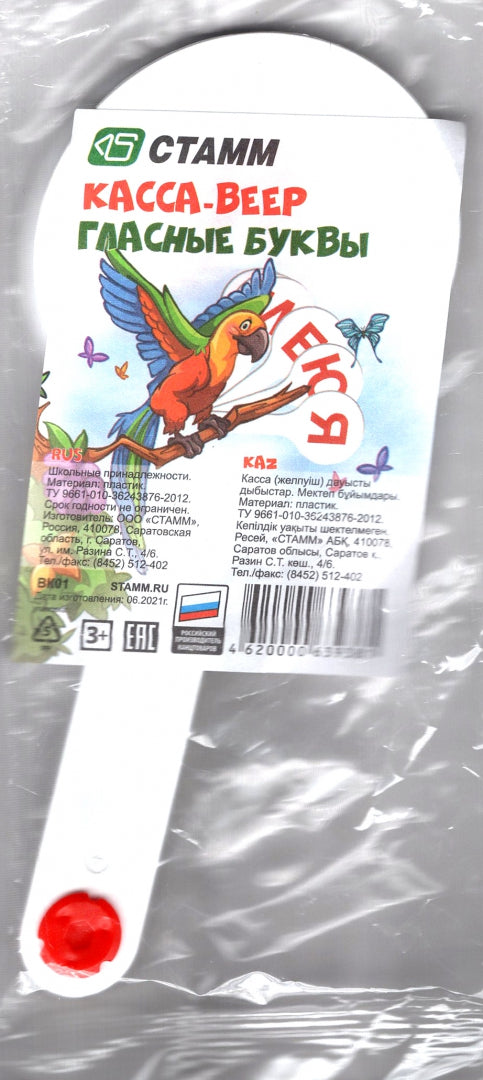 СТАММ
КАССА-ВЕЕР
ГЛАСНЫЕ БУКВЫ
Е Ю Я
RUS
Школьные принадлежности.
Материал: пластик.
ТУ 9661-010-36243876-2012.
Срок годности не ограничен.
Изготовитель: ООО «СТАММ»,
Россия, 410078, Саратовская
область, г. Саратов,
ул. им. Разина С.Т., 4/6.
Тел./факс: (8452) 512-402
ВК01
STAMM.RU
Дата изготовления: 06.2021г.
KAZ
Касса (желпуіш) дауысты
дыбыстар. Мектеп бұйымдары.
Материал: пластик.
ТУ 9661-010-36243876-2012.
Кепілдік уақыты шектелмеген.
Ресей, «СТАММ» АБҚ, 410078,
Саратов облысы, Саратов к.,
Разин С.Т. көш., 4/6.
Тел./факс: (8452) 512-402
5
3+
EAC
РОССИЙСКИЙ
ПРОИЗВОДИТЕЛЬ
КАНЦТОВАРОВ
4 620000